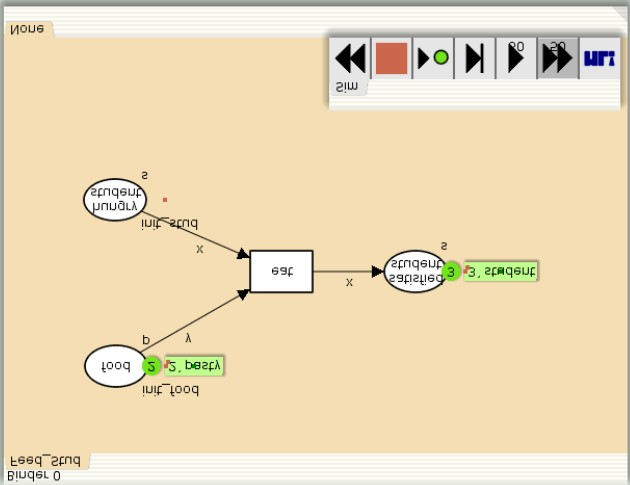 Binder 0
Feed_Stud
init_food
food
2
2`pasty
p
y
eat
x
satisfied
student
3
3`student
s
x
init_stud
hungry
student
s
Sim
50
50
ML!
None